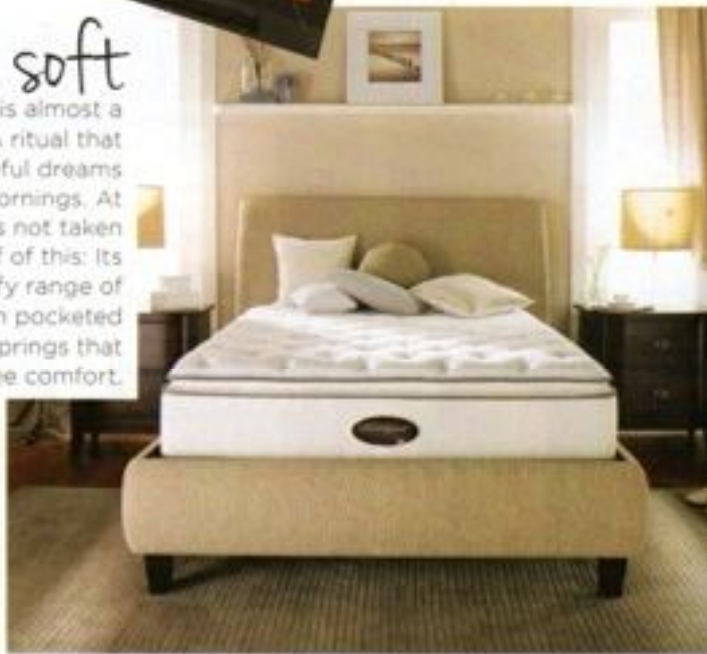 soft
is almost a
ritual that
ful dreams
ornings. At
s not taken
f of this: Its
fy range of
n pocketed
prings that
ee comfort.